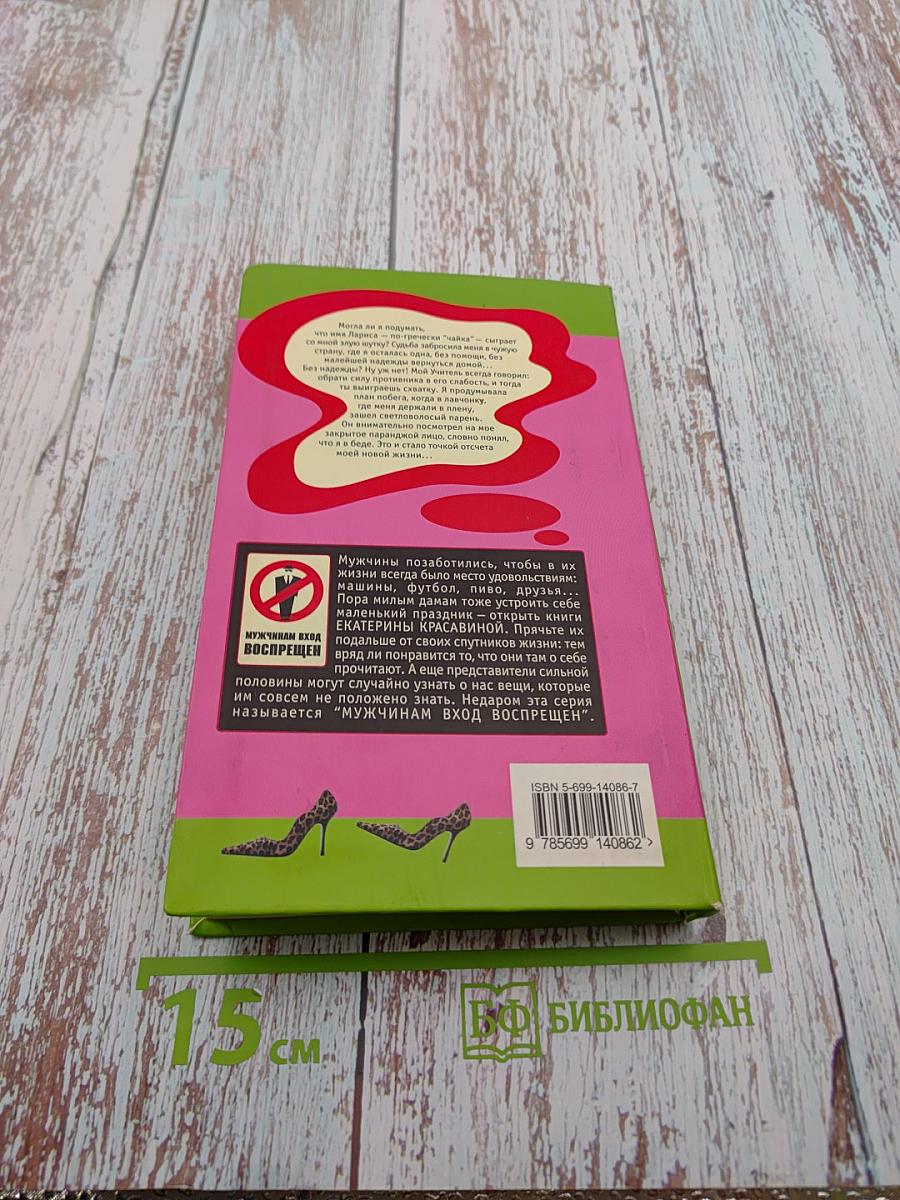 Могла ли я подумать,
что имя Лариса — по-гречески "чайка" — сыграет
со мной злую шутку? Судьба забросила меня в чужую
страну, где я осталась одна, без помощи, без
малейшей надежды вернуться домой...
Без надежды? Ну уж нет! Мой Учитель всегда говорил:
обрати силу противника в его слабость, и тогда
ты выиграешь схватку. Я продумывала
план побега, когда в лавчонку,
где меня держали в плену,
зашел светловолосый парень.
Он внимательно посмотрел на мое
закрытое паранджой лицо, словно понял,
что я в беде. Это и стало точкой отсчета
моей новой жизни...
МУЖЧИНАМ ВХОД
ВОСПРЕЩЕН
Мужчины позаботились, чтобы в их
жизни всегда было место удовольствиям:
машины, футбол, пиво, друзья...
Пора милым дамам тоже устроить себе
маленький праздник — открыть книги
ЕКАТЕРИНЫ КРАСАВИНОЙ. Прячьте их
подальше от своих спутников жизни: тем
вряд ли понравится то, что они там о себе
прочитают. А еще представители сильной
половины могут случайно узнать о нас вещи, которые
им совсем не положено знать. Недаром эта серия
называется "МУЖЧИНАМ ВХОД ВОСПРЕЩЕН".
ISBN 5-699-14086-7
9 785699 140862 >
15 см
БФ БИБЛИОФАН